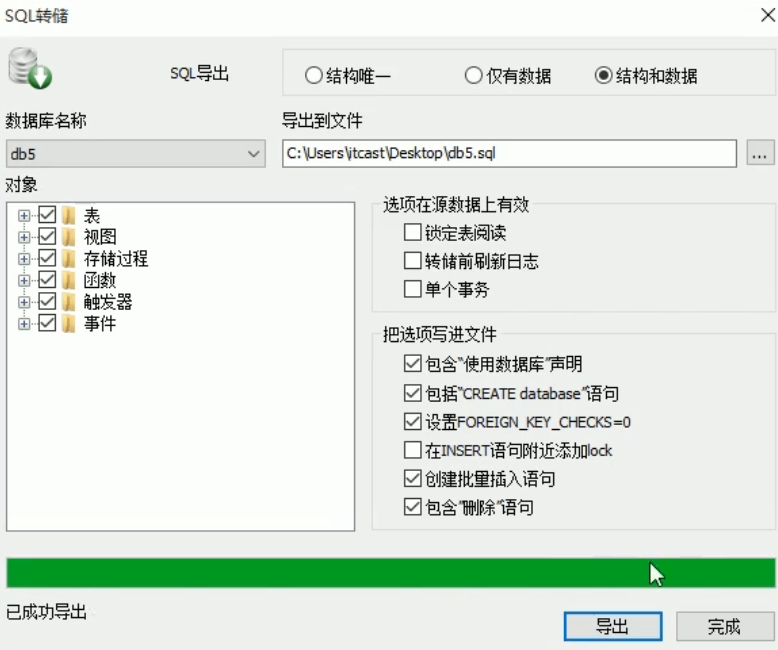 SQL转储
SQL导出
结构唯一
仅有数据
结构和数据
数据库名称
导出到文件
db5
C:\Users\itcast\Desktop\db5.sql
...
对象
表
视图
存储过程
函数
触发器
事件
选项在源数据上有效
锁定表阅读
转储前刷新日志
单个事务
把选项写进文件
包含“使用数据库”声明
包括“CREATE database”语句
设置FOREIGN_KEY_CHECKS=0
在INSERT语句附近添加lock
创建批量插入语句
包含“删除”语句
已成功导出
导出
完成